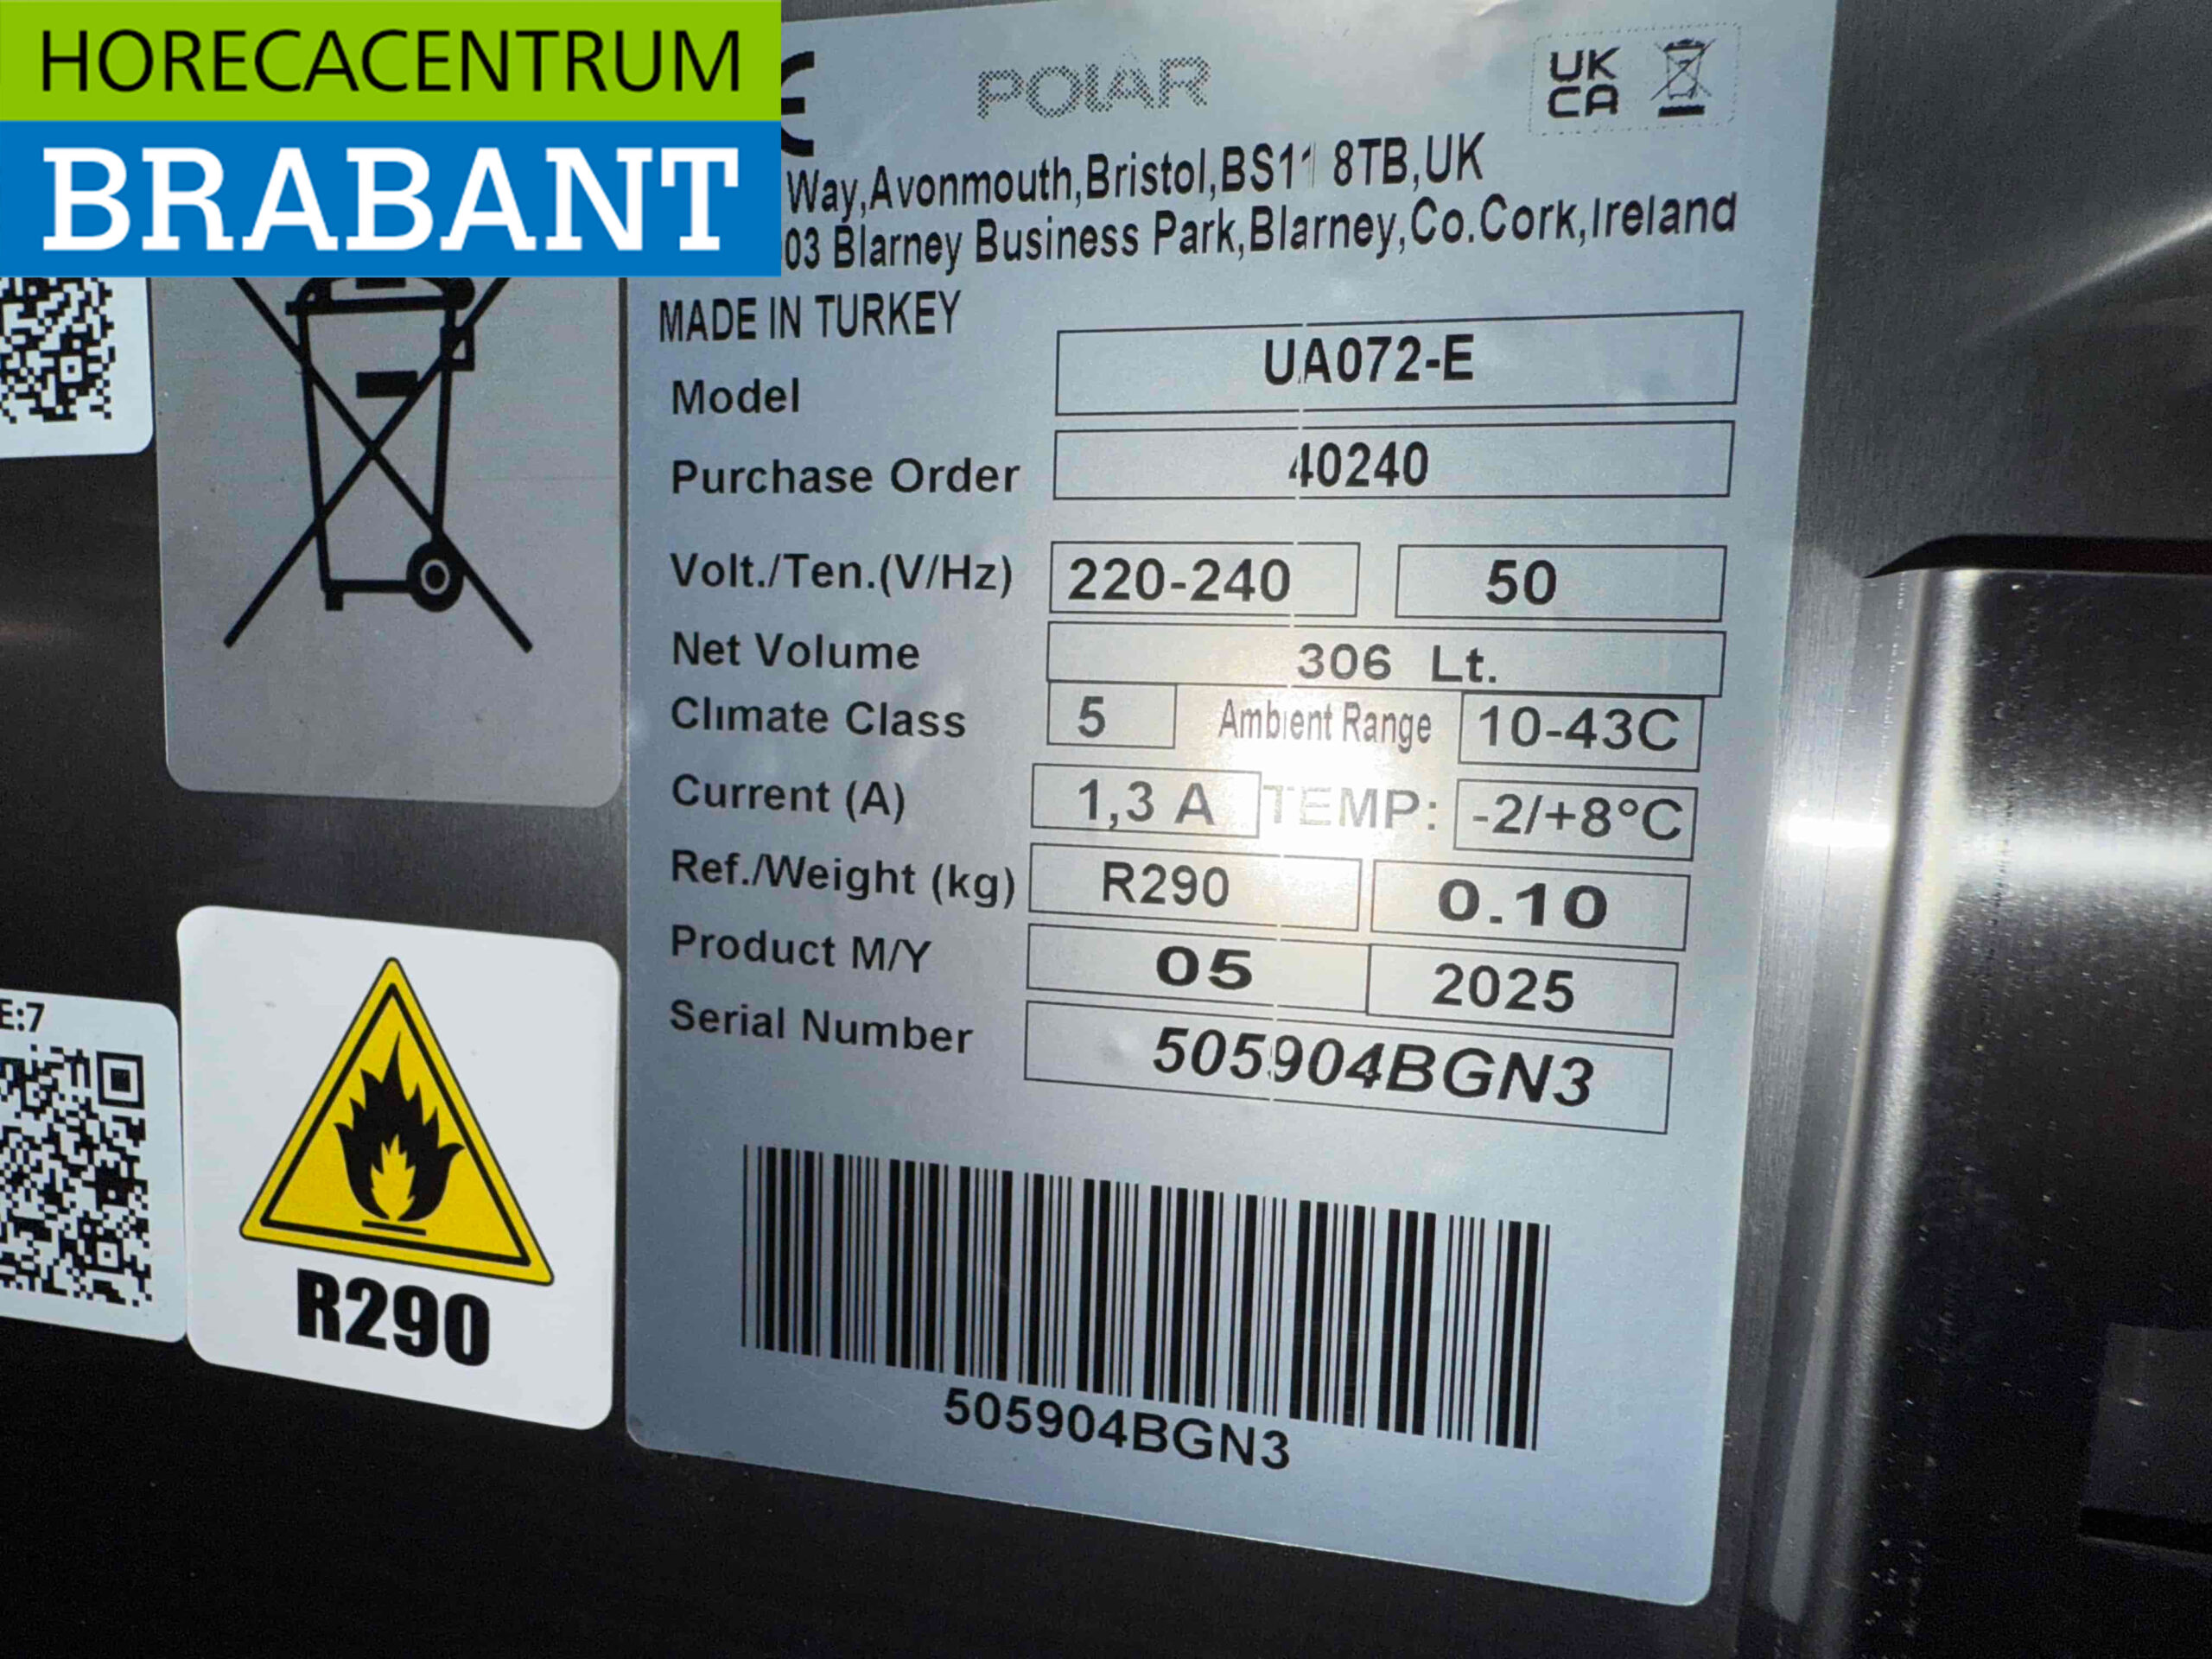 HORECACENTRUM
BRABANT
CE
POLAR
UK
CA
Way,Avonmouth,Bristol,BS11 8TB,UK
03 Blarney Business Park,Blarney,Co.Cork,Ireland
MADE IN TURKEY
Model UA072-E
Purchase Order 40240
Volt./Ten.(V/Hz) 220-240 50
Net Volume 306 Lt.
Climate Class 5 Ambient Range 10-43C
Current (A) 1,3 A TEMP: -2/+8°C
Ref./Weight (kg) R290 0.10
Product M/Y 05 2025
Serial Number 505904BGN3
505904BGN3
E:7
R290